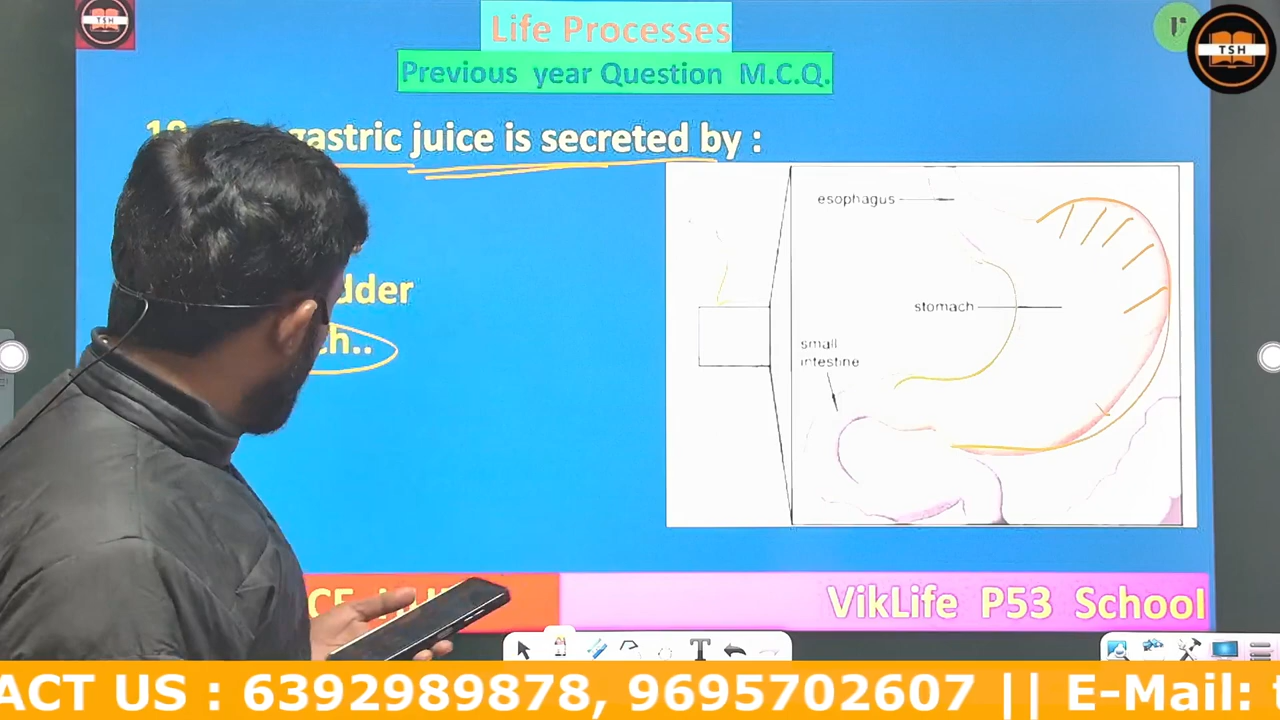 TSH
Life Processes
TSH
Previous year Question M.C.Q.
gastric juice is secreted by :
esophagus
stomach
small
intestine
VikLife P53 School
T
ACT US : 6392989878, 9695702607 || E-Mail: